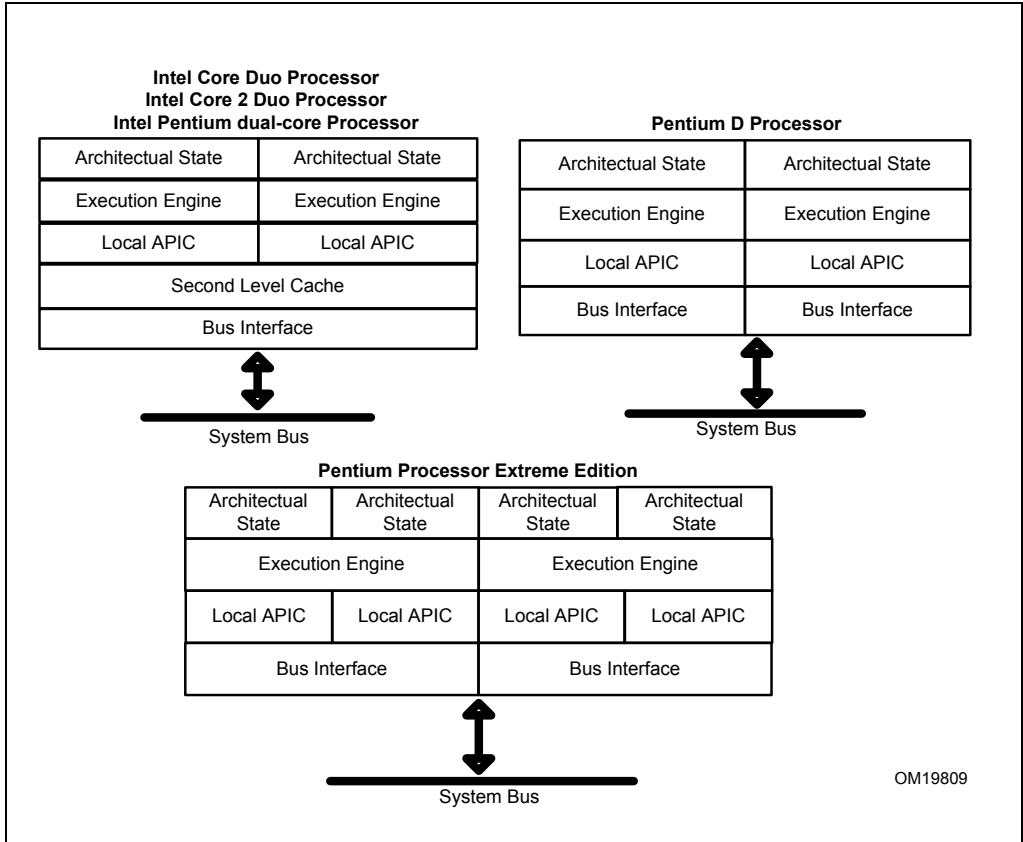 Intel Core Duo Processor
Intel Core 2 Duo Processor
Intel Pentium dual-core Processor
Architectual State Architectual State
Execution Engine Execution Engine
Local APIC Local APIC
Second Level Cache
Bus Interface
System Bus
Pentium D Processor
Architectual State Architectual State
Execution Engine Execution Engine
Local APIC Local APIC
Bus Interface Bus Interface
System Bus
Pentium Processor Extreme Edition
Architectual Architectual Architectual Architectual
State State State State
Execution Engine Execution Engine
Local APIC Local APIC Local APIC Local APIC
Bus Interface Bus Interface
System Bus
OM19809